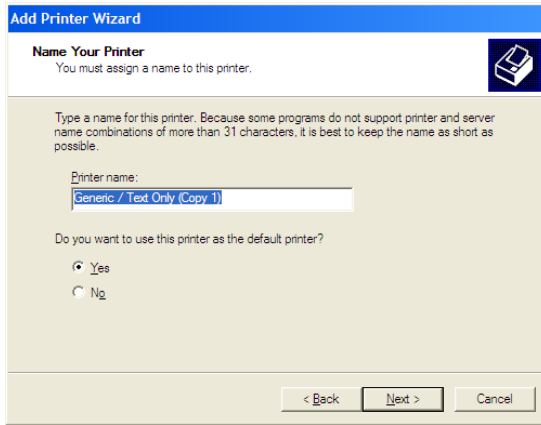 Add Printer Wizard
Name Your Printer
You must assign a name to this printer.
Type a name for this printer. Because some programs do not support printer and server
name combinations of more than 31 characters, it is best to keep the name as short as
possible.
Printer name:
Generic / Text Only (Copy 1)
Do you want to use this printer as the default printer?
Yes
No
< Back Next > Cancel